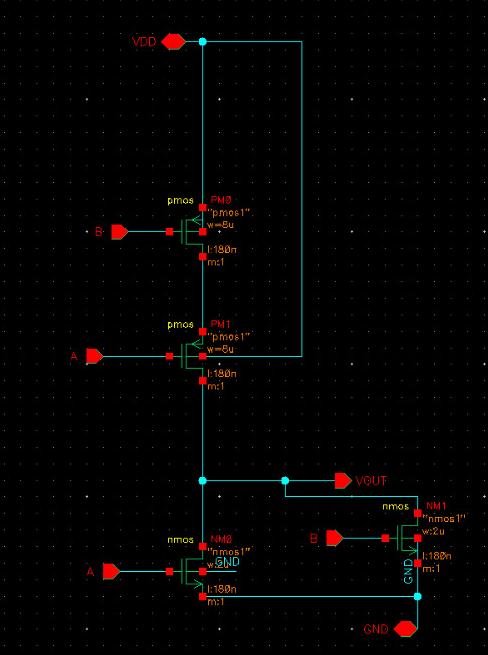 VDD
pmos PM0
"pmos1"
w=8u
B
l:180n
m:1
pmos PM1
"pmos1"
w=8u
A
l:180n
m:1
VOUT
nmos NM1
"nmos1"
w:2u
B
l:180n
m:1
GND
nmos NM0
"nmos1"
w:2u
GND
A
l:180n
m:1
GND